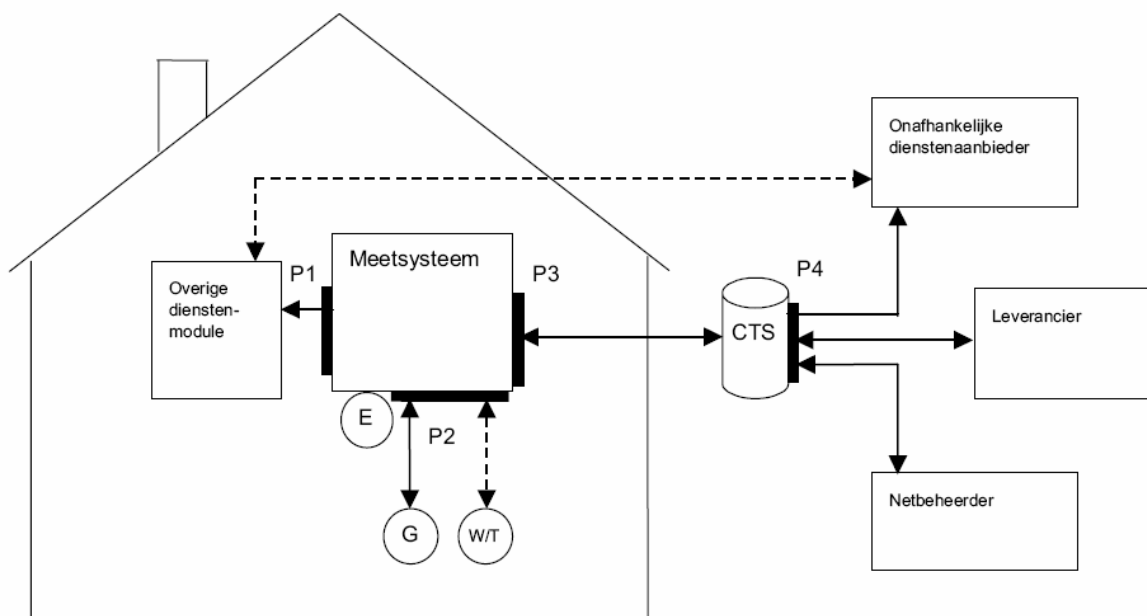 Onafhankelijke
dienstenaanbieder
P1
Meetsysteem
P3
P4
Overige
diensten-
module
CTS
Leverancier
E
P2
G
W/T
Netbeheerder